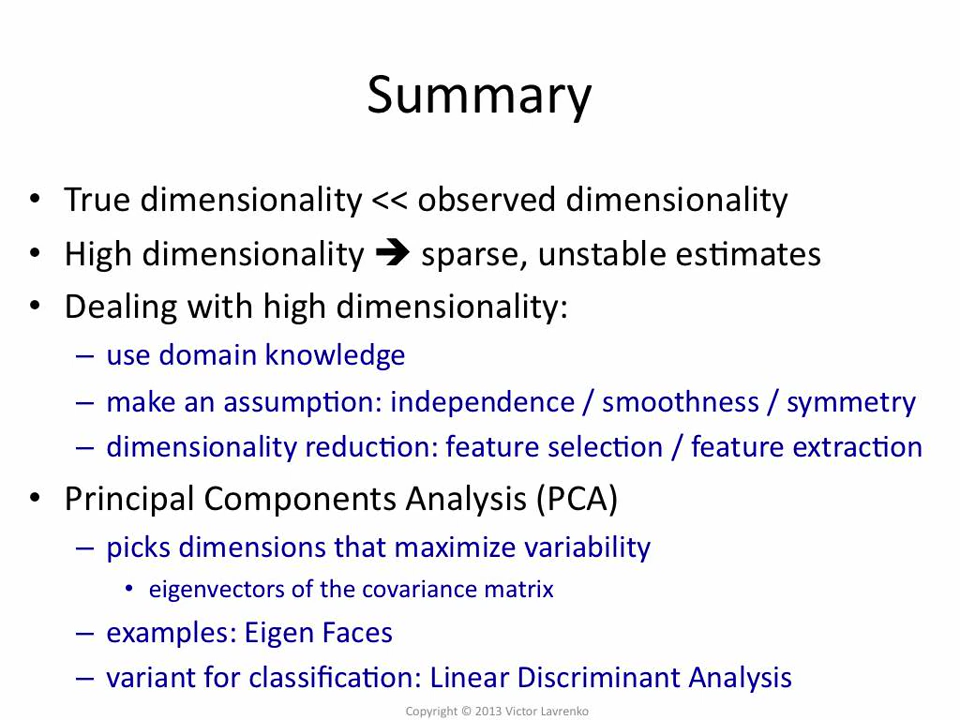 Summary
• True dimensionality << observed dimensionality
• High dimensionality ➔ sparse, unstable estimates
• Dealing with high dimensionality:
– use domain knowledge
– make an assumption: independence / smoothness / symmetry
– dimensionality reduction: feature selection / feature extraction
• Principal Components Analysis (PCA)
– picks dimensions that maximize variability
• eigenvectors of the covariance matrix
– examples: Eigen Faces
– variant for classification: Linear Discriminant Analysis
Copyright © 2013 Victor Lavrenko